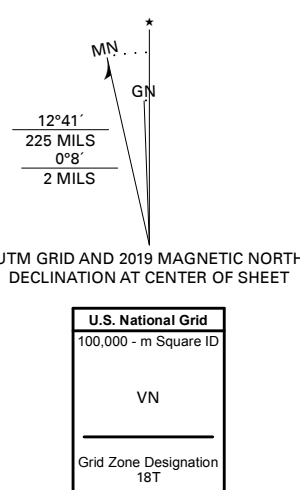 ★
MN
GN
12°41´
225 MILS
0°8´
2 MILS
UTM GRID AND 2019 MAGNETIC NORTH
DECLINATION AT CENTER OF SHEET
U.S. National Grid
100,000 - m Square ID
VN
Grid Zone Designation
18T